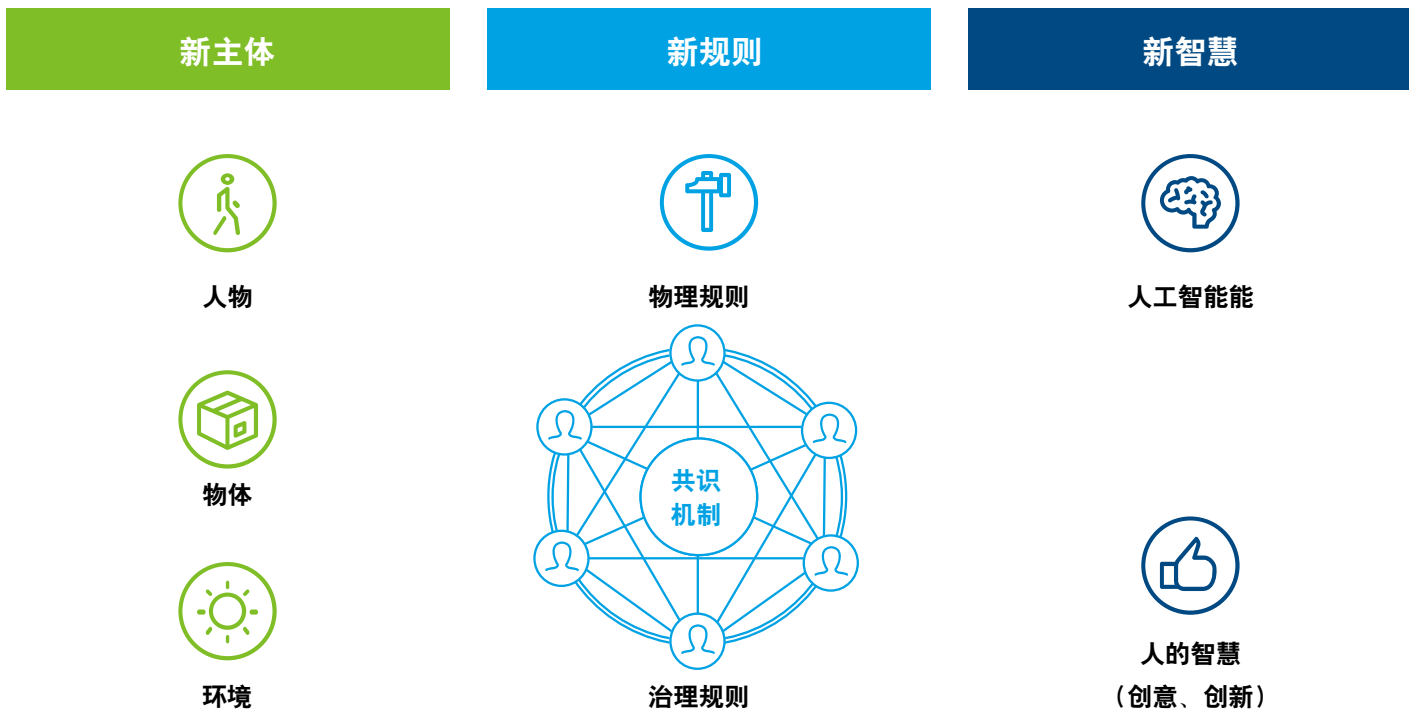 新主体
人物
物体
环境
新规则
物理规则
共识
机制
治理规则
新智慧
人工智能能
人的智慧
（创意、创新）